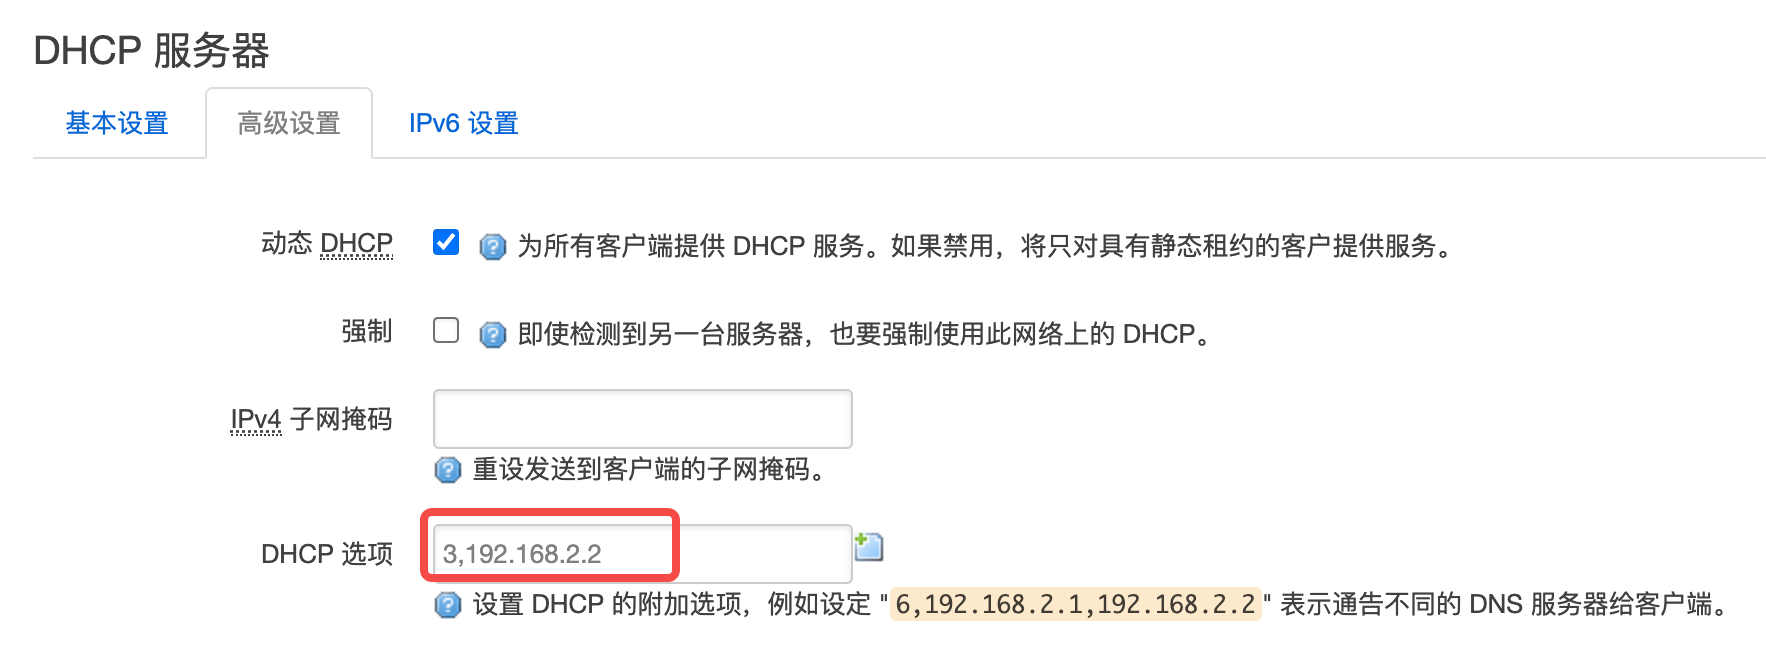 DHCP 服务器
基本设置 高级设置 IPv6 设置
动态 DHCP 为所有客户端提供 DHCP 服务。如果禁用，将只对具有静态租约的客户提供服务。
强制 即使检测到另一台服务器，也要强制使用此网络上的 DHCP。
IPv4 子网掩码
重设发送到客户端的子网掩码。
DHCP 选项 3,192.168.2.2
设置 DHCP 的附加选项，例如设定 "6,192.168.2.1,192.168.2.2" 表示通告不同的 DNS 服务器给客户端。